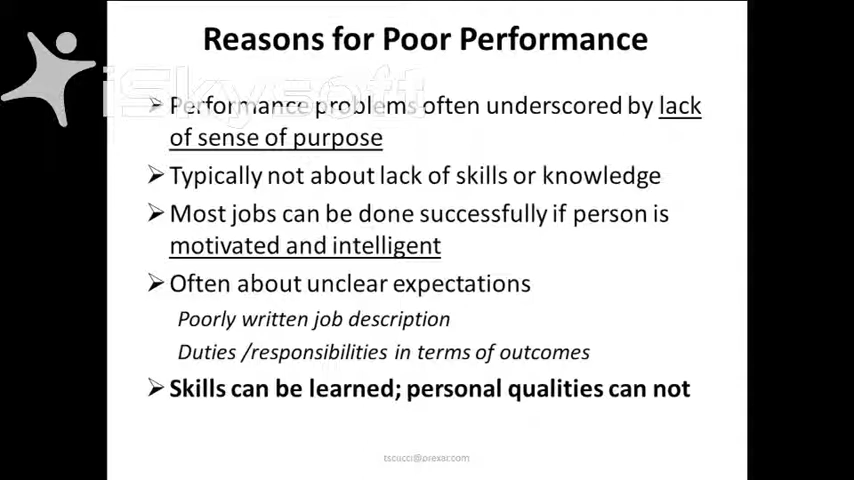 Reasons for Poor Performance
iSkysoft
Performance problems often underscored by lack
of sense of purpose
Typically not about lack of skills or knowledge
Most jobs can be done successfully if person is
motivated and intelligent
Often about unclear expectations
Poorly written job description
Duties /responsibilities in terms of outcomes
Skills can be learned; personal qualities can not
tscucci@prexar.com